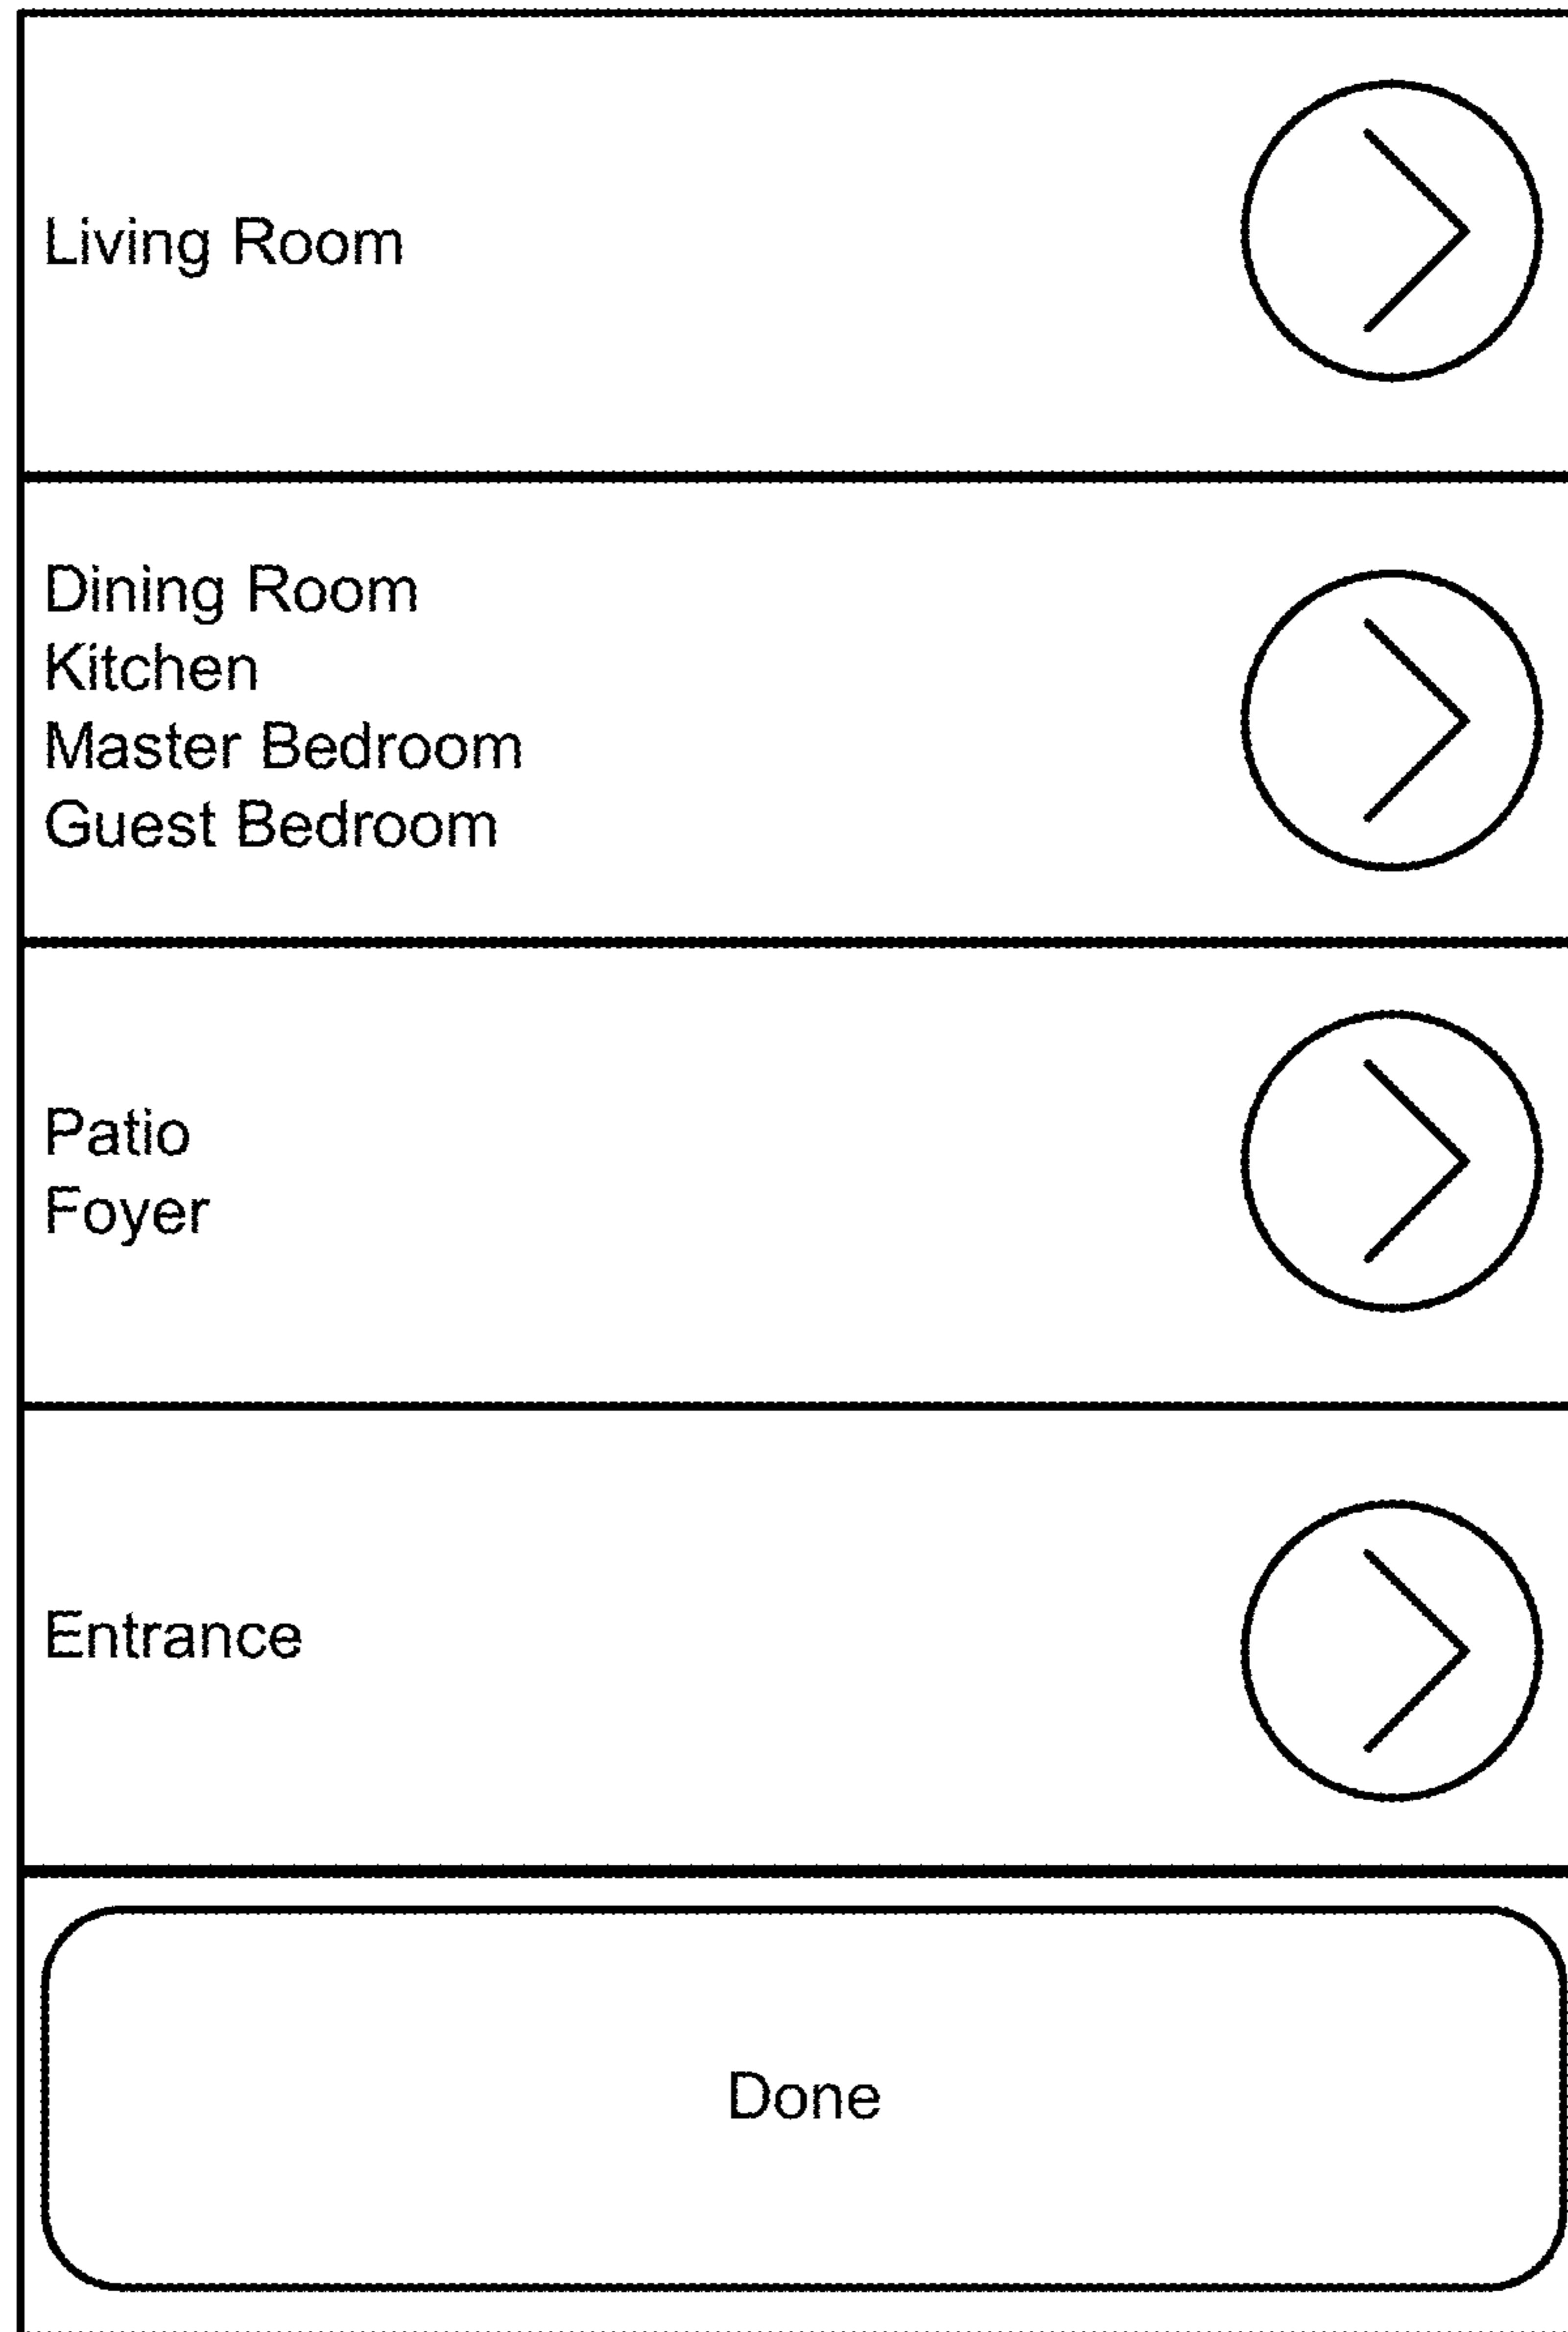 Living Room
Dining Room
Kitchen
Master Bedroom
Guest Bedroom
Patio
Foyer
Entrance
Done